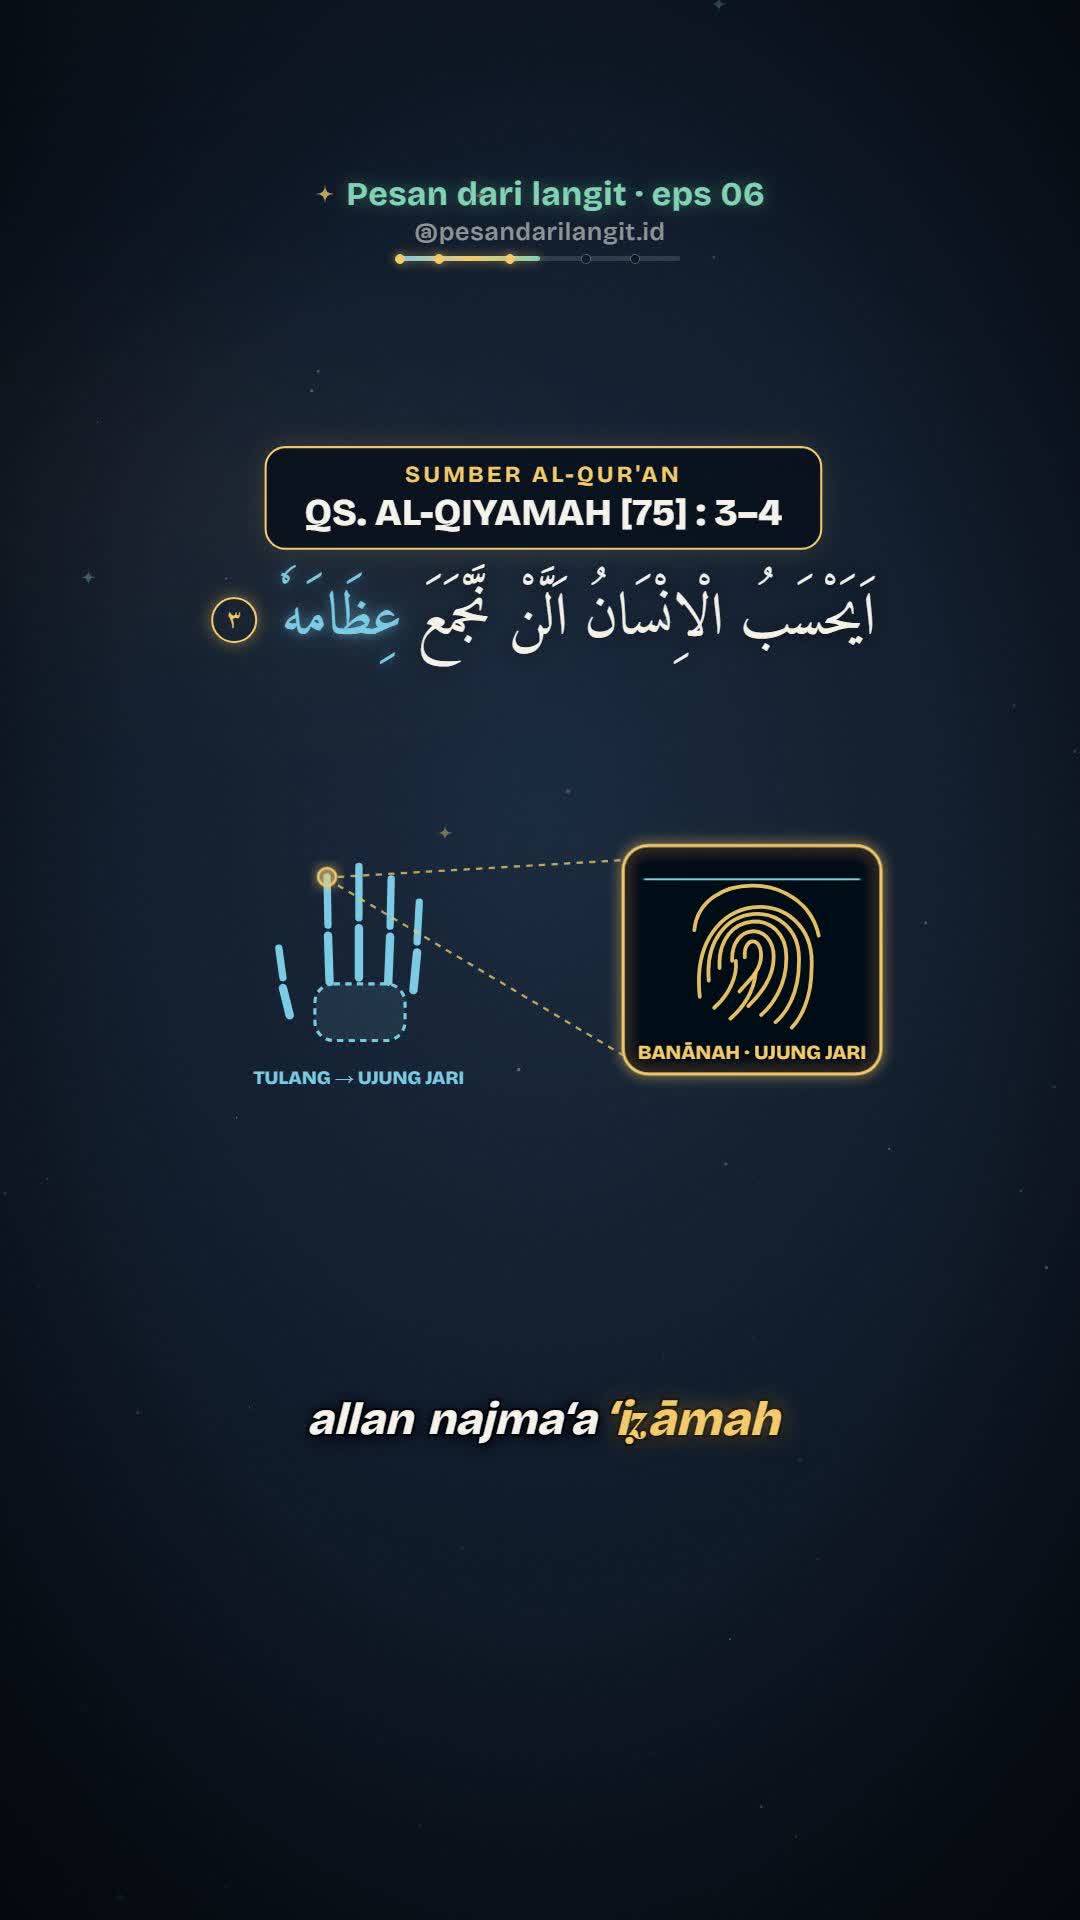 Pesan dari langit · eps 06
@pesandarilangit.id
SUMBER AL-QUR'AN
QS. AL-QIYAMAH [75] : 3–4
اَيَحْسَبُ الْاِنْسَانُ اَلَّنْ نَّجْمَعَ عِظَامَهٗ ٣
BANĀNAH · UJUNG JARI
TULANG → UJUNG JARI
allan najma‘a ‘iẓāmah